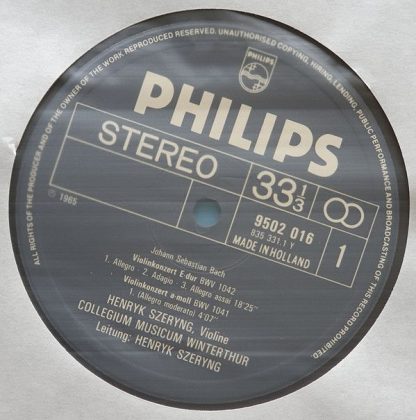 ALL RIGHTS OF THE PRODUCER AND OF THE OWNER OF THE WORK REPRODUCED RESERVED. UNAUTHORISED COPYING, HIRING, LENDING, PUBLIC PERFORMANCE AND BROADCASTING OF THIS RECORD PROHIBITED.
PHILIPS
PHILIPS
STEREO
33 1/3
℗ 1965
9502 016
835 331.1 Y
MADE IN HOLLAND
1
Johann Sebastian Bach
Violinkonzert E-dur BWV 1042
1. Allegro · 2. Adagio · 3. Allegro assai 18'25"
Violinkonzert a-moll BWV 1041
1. (Allegro moderato) 4'07"
HENRYK SZERYNG, Violine
COLLEGIUM MUSICUM WINTERTHUR
Leitung: HENRYK SZERYNG